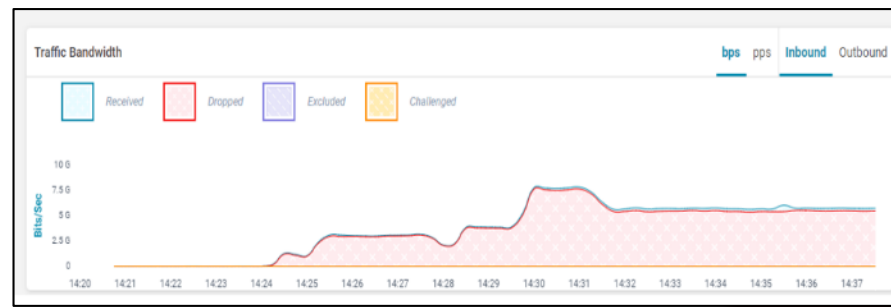 Traffic Bandwidth bps pps Inbound Outbound
Received Dropped Excluded Challenged
Bits/Sec
10 G
7.5 G
5 G
2.5 G
0
14:20 14:21 14:22 14:23 14:24 14:25 14:26 14:27 14:28 14:29 14:30 14:31 14:32 14:33 14:34 14:35 14:36 14:37